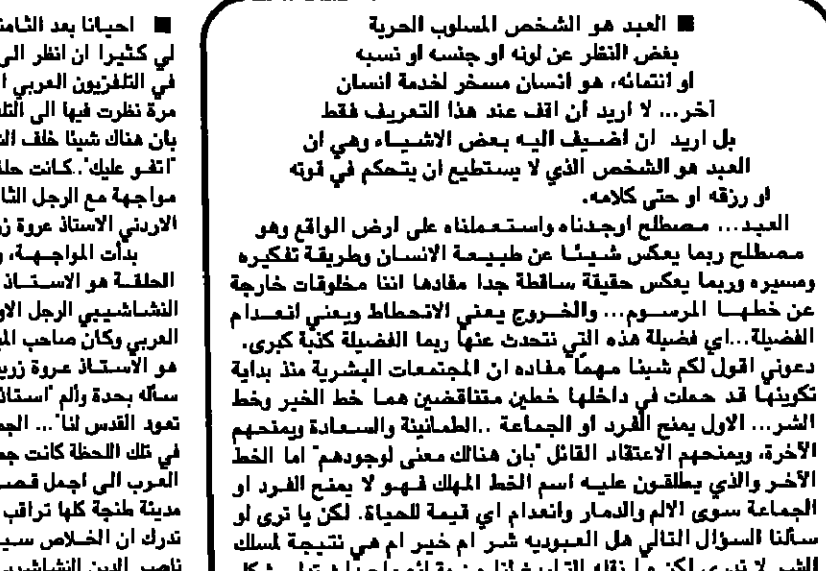 ■ العبد هو الشخص المسلوب الحرية
بغض النظر عن لونه او جنسه او نسبه
او انتمائه، هو انسان مسخر لخدمة انسان
آخر... لا اريد ان اقف عند هذا التعريف فقط
بل اريد ان اضيف اليه بعض الاشياء وهي ان
العبد هو الشخص الذي لا يستطيع ان يتحكم في قوته
او رزقه او حتى كلامه.
العبد... مصطلح اوجدناه واستعملناه على ارض الواقع وهو
مصطلح ربما يعكس شيئا عن طبيعة الانسان وطريقة تفكيره
ومسيره وربما يعكس حقيقة ساقطة جدا مفادها اننا مخلوقات خارجة
عن خطها المرسوم... والخروج يعني الانحطاط ويعني انعدام
الفضيلة...اي فضيلة هذه التي نتحدث عنها ربما الفضيلة كذبة كبرى.
دعوني اقول لكم شيئا مهماً مفاده ان المجتمعات البشرية منذ بداية
تكوينها قد حملت في داخلها خطين متناقضين هما خط الخير وخط
الشر... الاول يمنح الفرد او الجماعة ..الطمانينة والسعادة ويمنحهم
الآخرة، ويمنحهم الاعتقاد القائل "بان هنالك معنى لوجودهم" اما الخط
الآخر والذي يطلقون عليه اسم الخط المهلك فهو لا يمنح الفرد او
الجماعة سوى الالم والدمار وانعدام اي قيمة للحياة. لكن يا ترى لو
سألنا السؤال التالي هل العبوديه شر ام خير ام هي نتيجة لمسلك
■ احيانا بعد الثامنة
لي كثيرا ان انظر الى
في التلفزيون العربي
مرة نظرت فيها الى
بان هناك شيئا خلف
"اتفو عليك"..كانت
مواجهة مع الرجل
الاردني الاستاذ عروة
بدأت المواجهة،
الحلقة هو الاستاذ
النشاشيبي الرجل
العربي وكان صاحب
هو الاستاذ عروة
سأله بحدة وألم
تعود القدس لنا"...
في تلك اللحظة كانت
العرب الى اجمل
مدينة طنجة كلها تراقب
تدرك ان الخلاص
ناصر الدين النشاشيبي